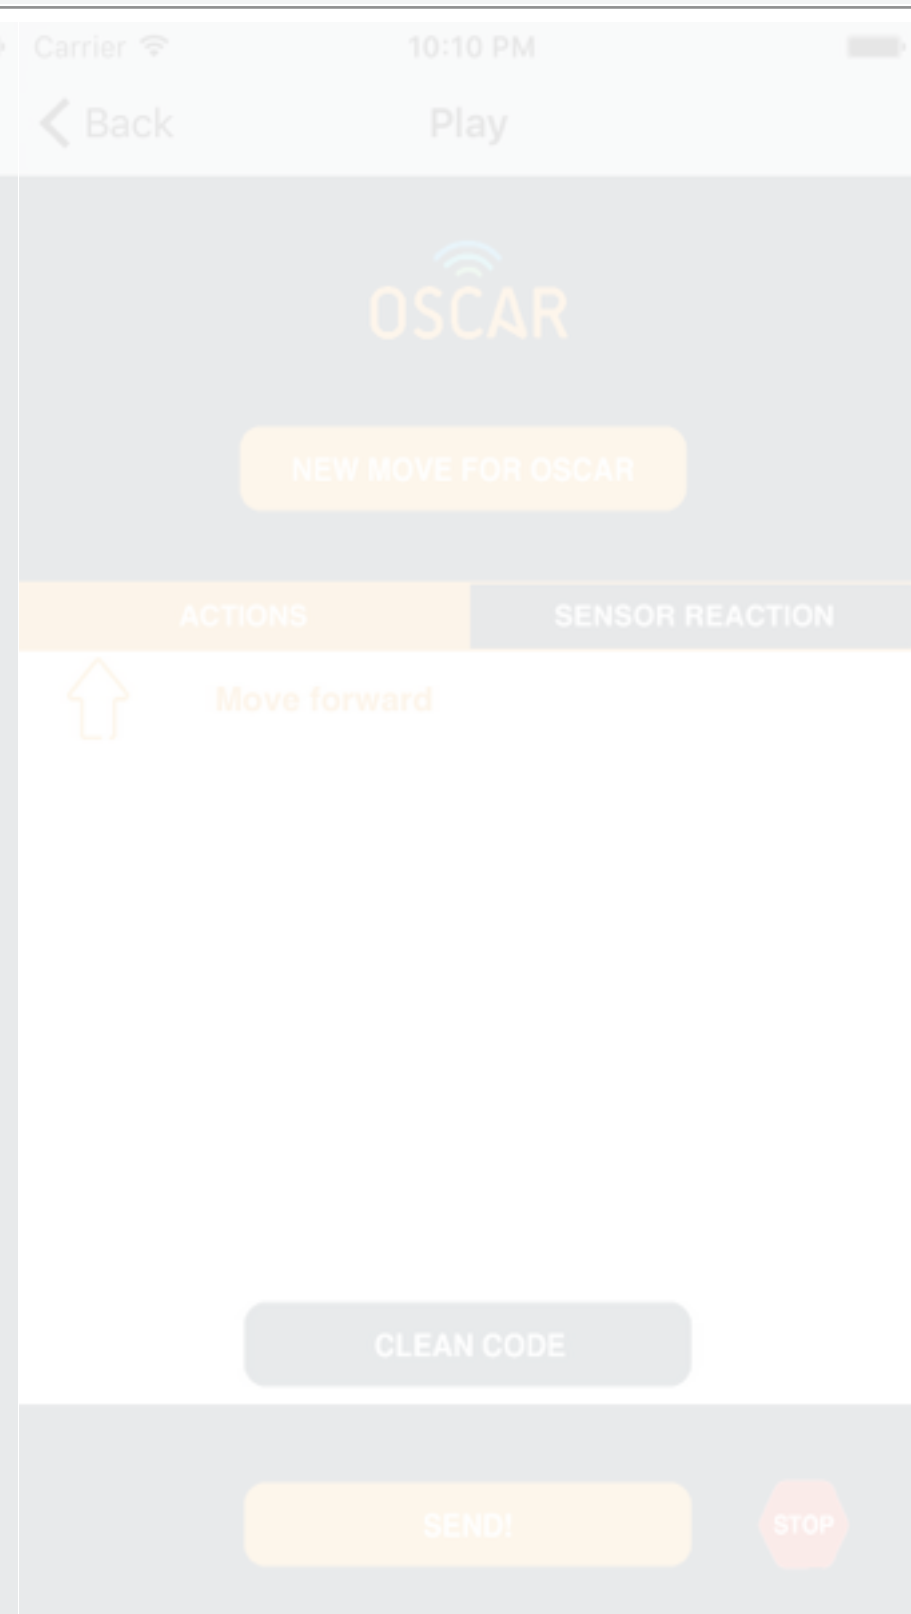 Carrier 10:10 PM
Back Play
OSCAR
NEW MOVE FOR OSCAR
ACTIONS SENSOR REACTION
Move forward
CLEAN CODE
SEND! STOP